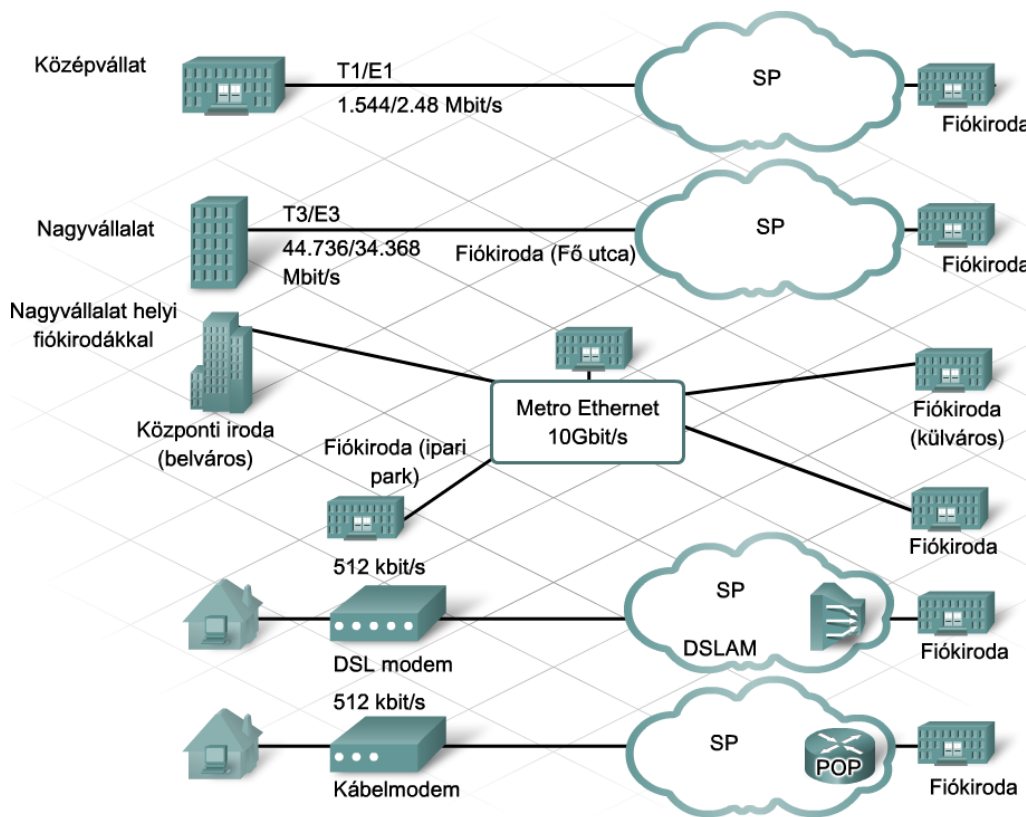 Középvállat
T1/E1
1.544/2.48 Mbit/s
SP
Fiókiroda
Nagyvállalat
T3/E3
44.736/34.368
Mbit/s
Fiókiroda (Fő utca)
SP
Fiókiroda
Nagyvállalat helyi
fiókirodákkal
Központi iroda
(belváros)
Metro Ethernet
10Gbit/s
Fiókiroda
(külváros)
Fiókiroda (ipari
park)
Fiókiroda
512 kbit/s
DSL modem
SP
DSLAM
Fiókiroda
512 kbit/s
Kábelmodem
SP
POP
Fiókiroda